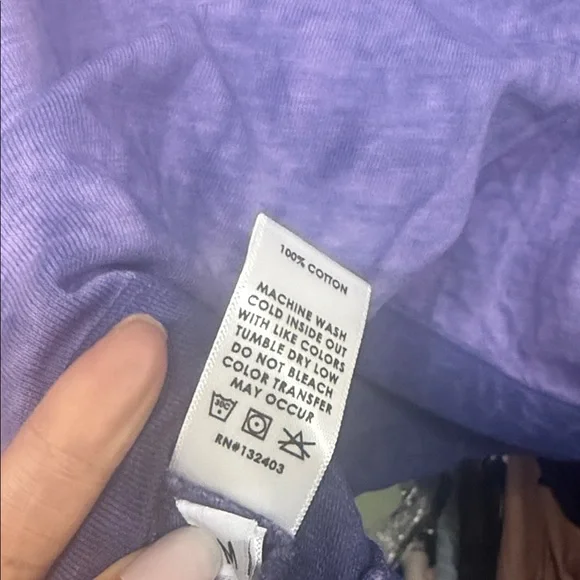 100% COTTON
MACHINE WASH
COLD INSIDE OUT
WITH LIKE COLORS
TUMBLE DRY LOW
DO NOT BLEACH
COLOR TRANSFER
MAY OCCUR
30C
RN#132403
M